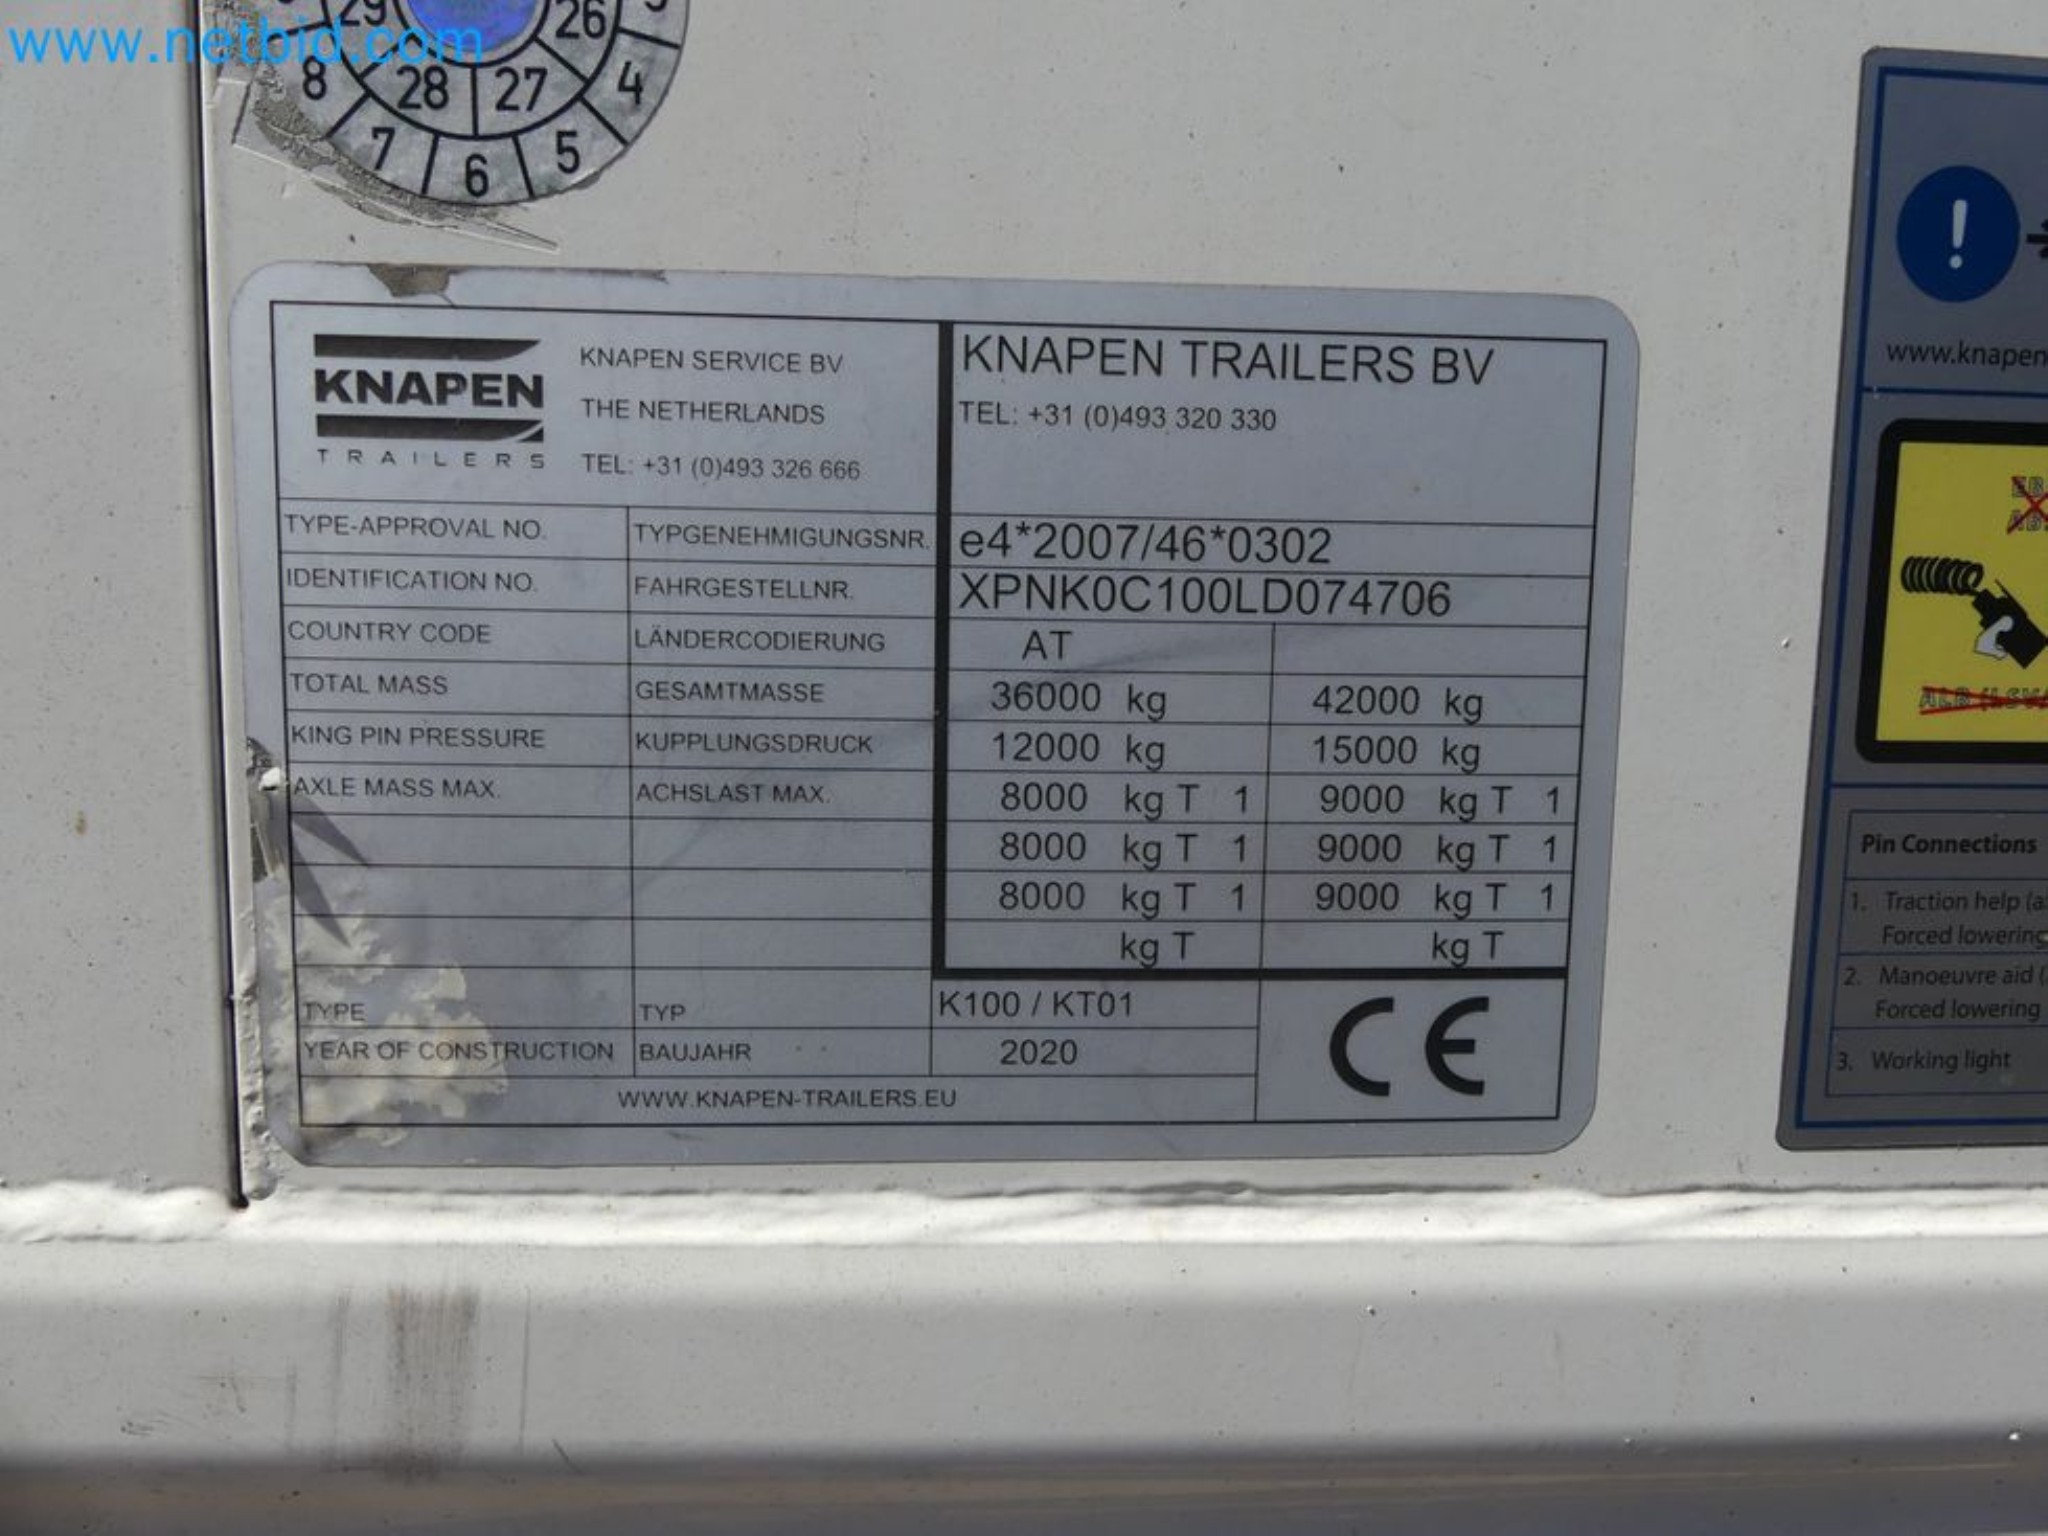 www.netbid.com
29
26
8
28
27
4
7
6
5
KNAPEN
TRAILERS
KNAPEN SERVICE BV
THE NETHERLANDS
TEL: +31 (0)493 326 666
KNAPEN TRAILERS BV
TEL: +31 (0)493 320 330
TYPE-APPROVAL NO. TYPGENEHMIGUNGSNR. e4*2007/46*0302
IDENTIFICATION NO. FAHRGESTELLNR. XPNK0C100LD074706
COUNTRY CODE LÄNDERCODIERUNG AT
TOTAL MASS GESAMTMASSE 36000 kg 42000 kg
KING PIN PRESSURE KUPPLUNGSDRUCK 12000 kg 15000 kg
AXLE MASS MAX. ACHSLAST MAX. 8000 kg T 1 9000 kg T 1
8000 kg T 1 9000 kg T 1
8000 kg T 1 9000 kg T 1
kg T kg T
TYPE TYP K100 / KT01
YEAR OF CONSTRUCTION BAUJAHR 2020
CE
WWW.KNAPEN-TRAILERS.EU
!
www.knapen
Pin Connections
1. Traction help
Forced lowering
2. Manoeuvre aid
Forced lowering
3. Working light